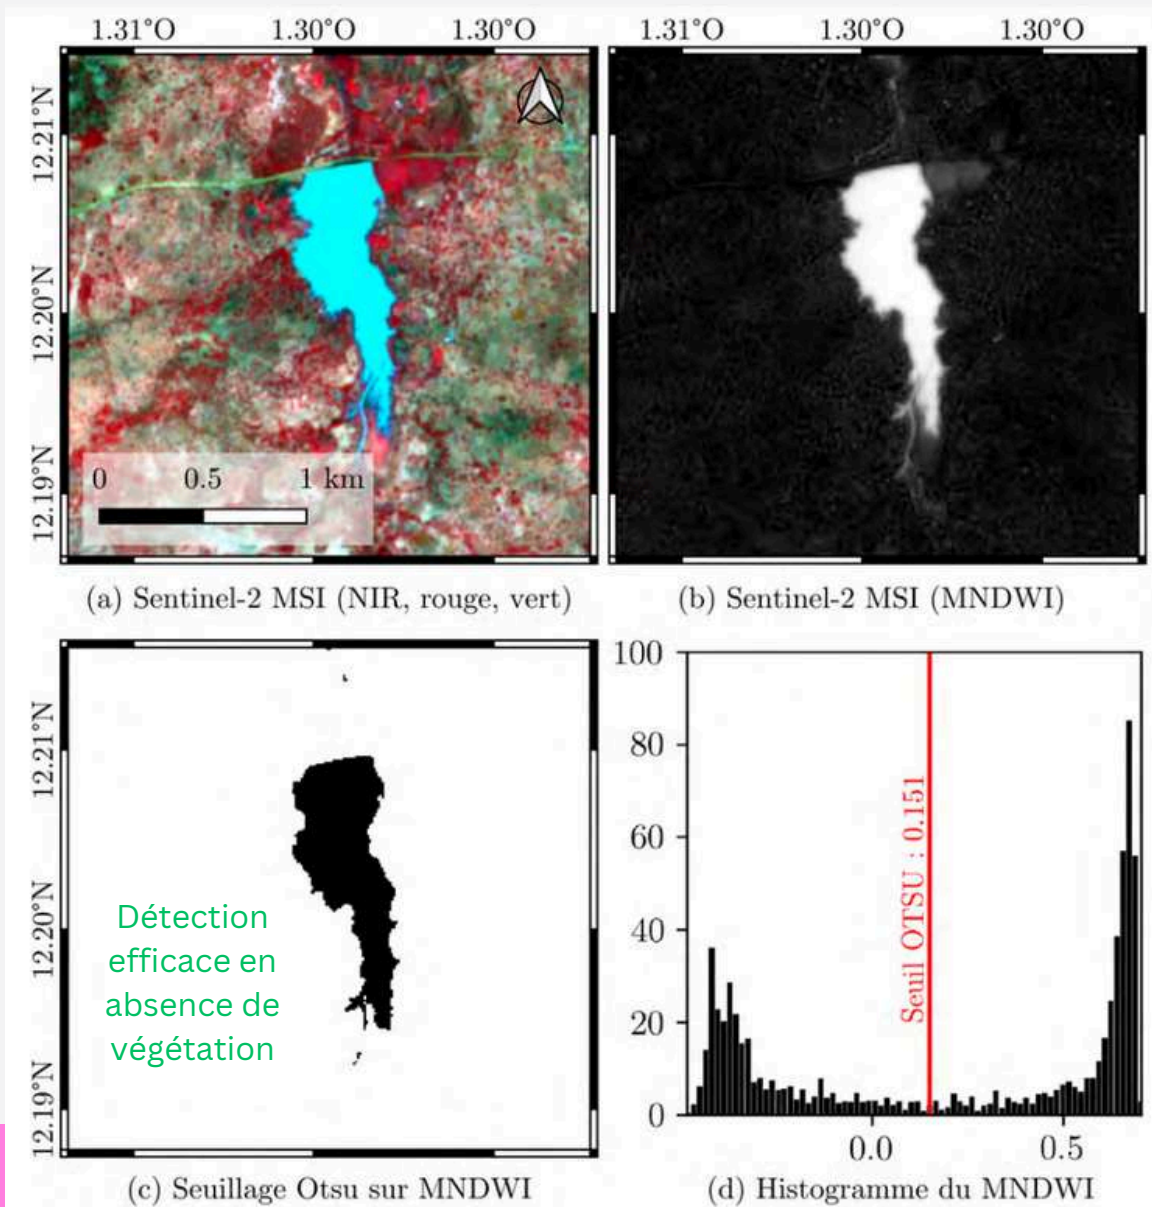 1.31°O 1.30°O 1.30°O
1.31°O 1.30°O 1.30°O
12.21°N
12.20°N
12.19°N
0 0.5 1 km
(a) Sentinel-2 MSI (NIR, rouge, vert)
(b) Sentinel-2 MSI (MNDWI)
12.21°N
12.20°N
12.19°N
Détection
efficace en
absence de
végétation
(c) Seuillage Otsu sur MNDWI
100
80
60
40
20
0
Seuil OTSU : 0.151
0.0 0.5
(d) Histogramme du MNDWI